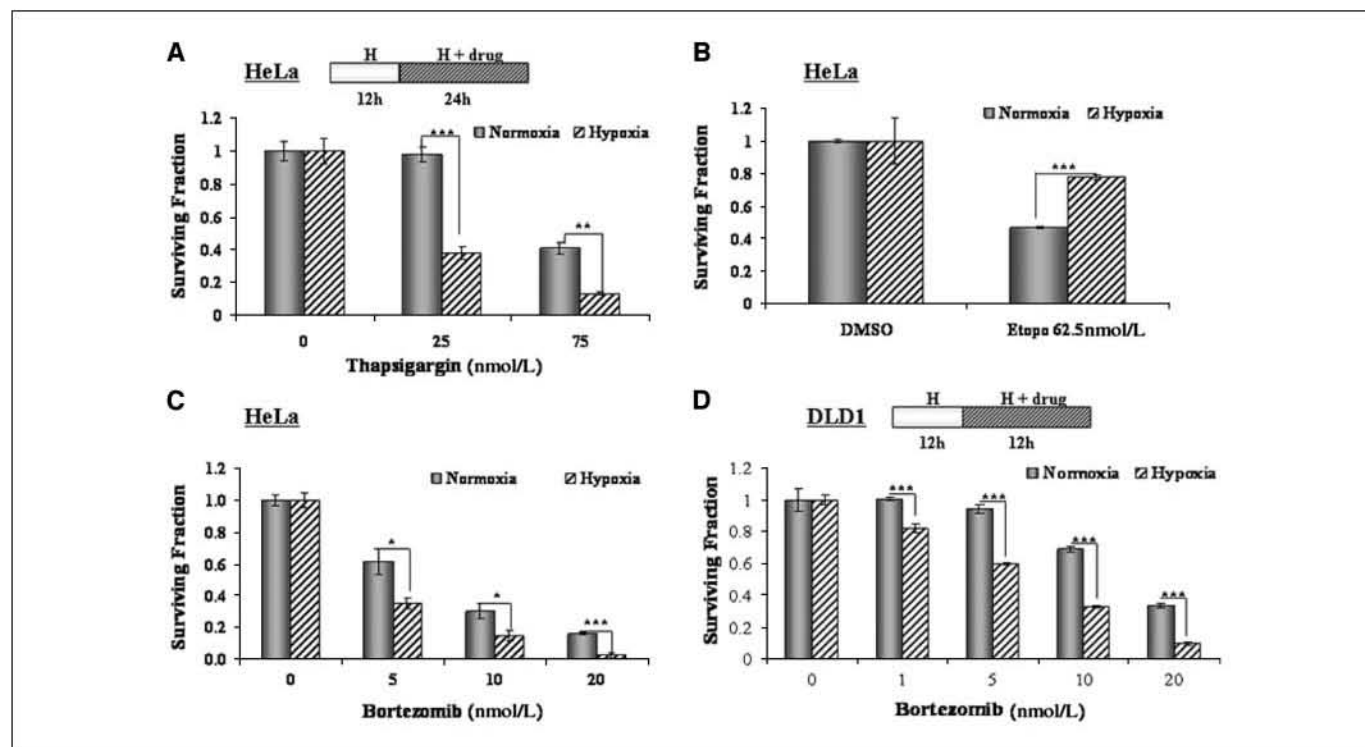 A
HeLa
H
H + drug
12h
24h
Normoxia
Hypoxia
1.2
1
0.8
0.6
0.4
0.2
0
***
**
Surviving Fraction
0
25
75
Thapsigargin (nmol/L)
B
HeLa
Normoxia
Hypoxia
1.2
1
0.8
0.6
0.4
0.2
0
***
Surviving Fraction
DMSO
Etopo 62.5nmol/L
C
HeLa
Normoxia
Hypoxia
1.2
1.0
0.8
0.6
0.4
0.2
0.0
*
*
***
Surviving Fraction
0
5
10
20
Bortezomib (nmol/L)
D
DLD1
H
H + drug
12h
12h
Normoxia
Hypoxia
1.2
1
0.8
0.6
0.4
0.2
0
***
***
***
***
Surviving Fraction
0
1
5
10
20
Bortezomib (nmol/L)